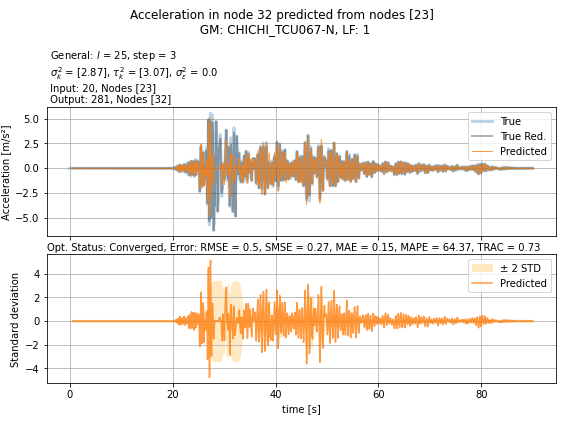 Acceleration in node 32 predicted from nodes [23]
GM: CHICHI_TCU067-N, LF: 1
General: l = 25, step = 3
σ²ₖ = [2.87], τ²ₖ = [3.07], σ²ε = 0.0
Input: 20, Nodes [23]
Output: 281, Nodes [32]
Acceleration [m/s²]
5.0
2.5
0.0
−2.5
−5.0
True
True Red.
Predicted
Opt. Status: Converged, Error: RMSE = 0.5, SMSE = 0.27, MAE = 0.15, MAPE = 64.37, TRAC = 0.73
Standard deviation
4
2
0
−2
−4
± 2 STD
Predicted
0 20 40 60 80
time [s]